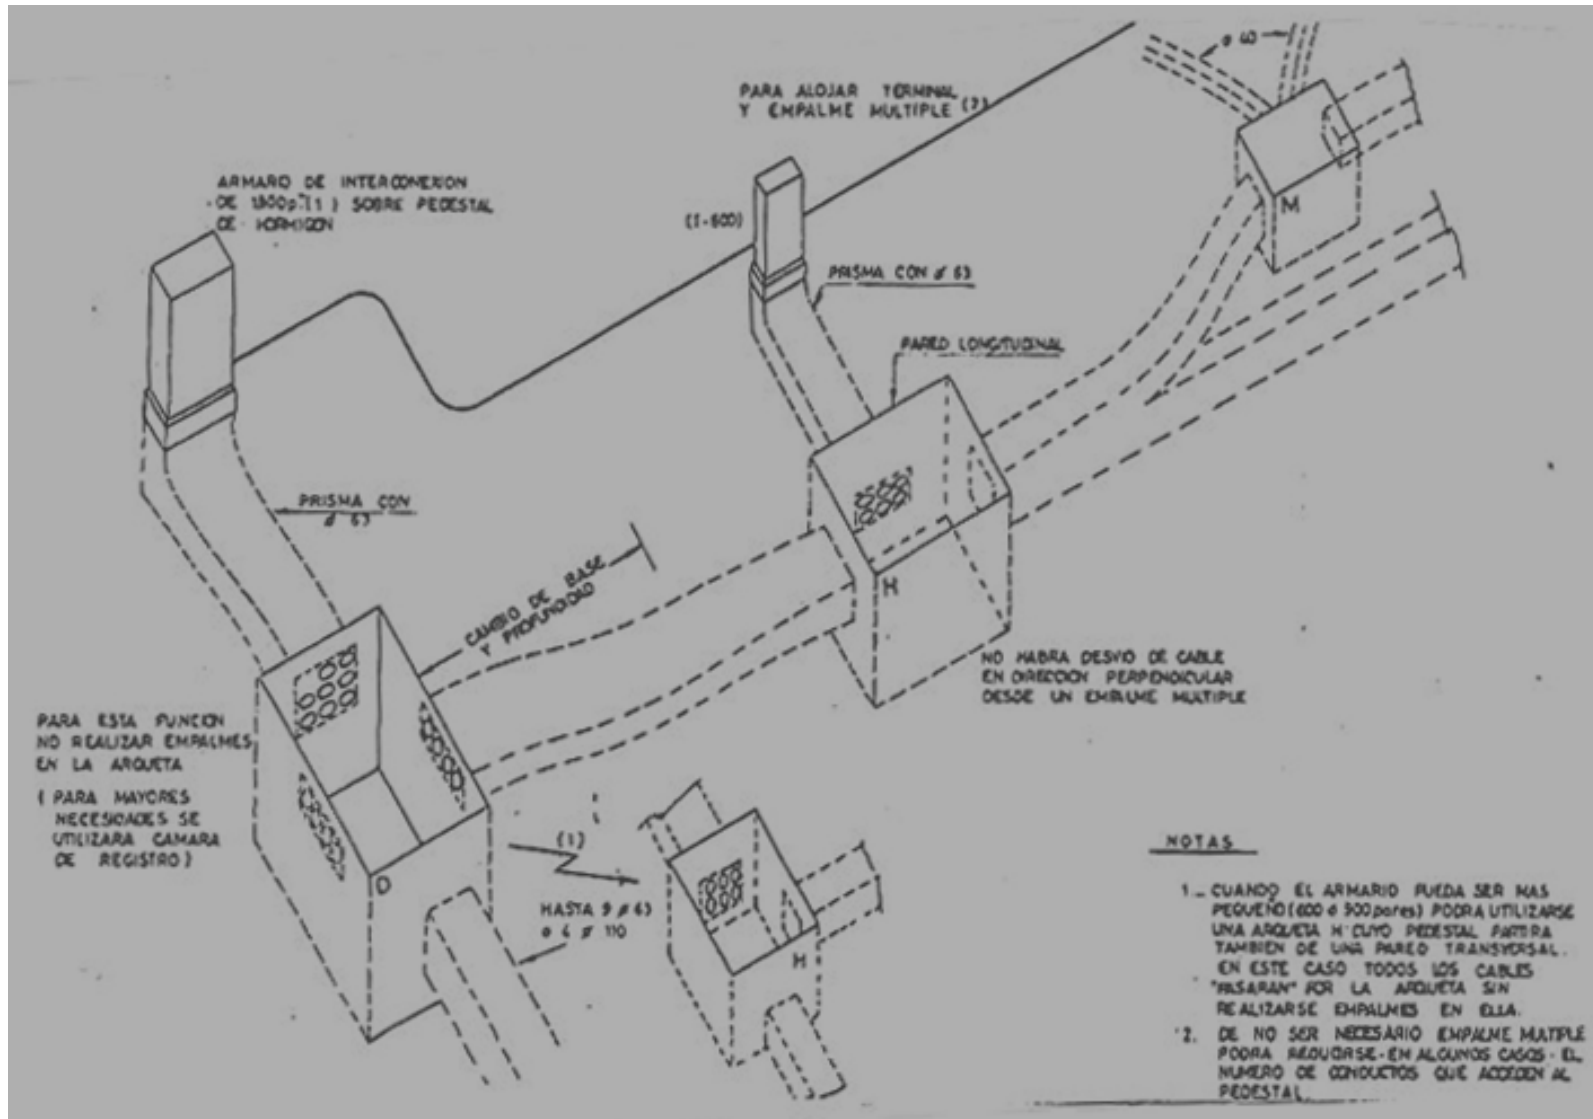 PARA ALOJAR TERMINAL
Y EMPALME MULTIPLE (2)
ARMARO DE INTERCONEXION
DE 1800p.(1) SOBRE PEDESTAL
DE HORMIGON
(I-600)
PRISMA CON ø 63
PARED LONGITUDINAL
M
PRISMA CON
ø 63
CAMBIO DE BASE
Y PROFUNDIDAD
H
NO HABRA DESVIO DE CABLE
EN DIRECCION PERPENDICULAR
DESDE UN EMPALME MULTIPLE
PARA ESTA FUNCION
NO REALIZAR EMPALMES
EN LA ARQUETA
( PARA MAYORES
NECESIDADES SE
UTILIZARA CAMARA
DE REGISTRO )
D
(1)
HASTA 9 ø 63
o 4 ø 110
H
NOTAS
1_ CUANDO EL ARMARIO PUEDA SER MAS
PEQUEÑO (600 ó 900 pares) PODRA UTILIZARSE
UNA ARQUETA H CUYO PEDESTAL PARTIRA
TAMBIEN DE UNA PARED TRANSVERSAL.
EN ESTE CASO TODOS LOS CABLES
"PASARAN" POR LA ARQUETA SIN
REALIZARSE EMPALMES EN ELLA.
2. DE NO SER NECESARIO EMPALME MULTIPLE
PODRA REDUCIRSE-EN ALGUNOS CASOS-EL
NUMERO DE CONDUCTOS QUE ACCEDEN AL
PEDESTAL.